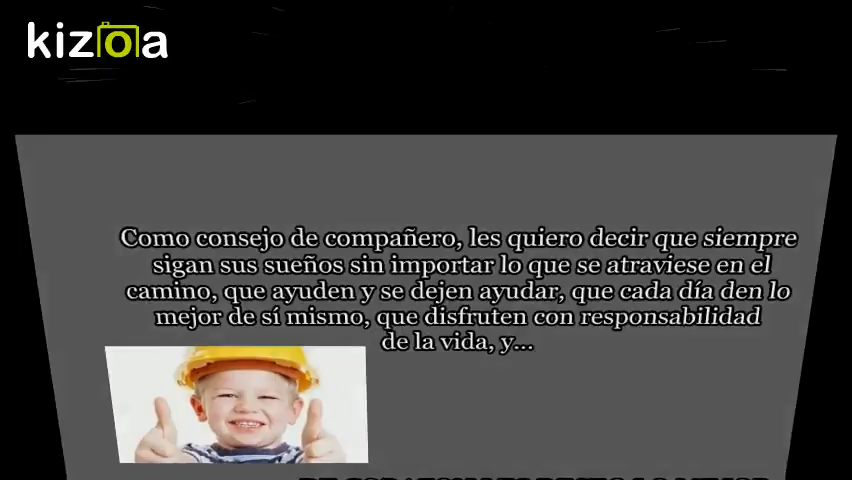 kizoa
Como consejo de compañero, les quiero decir que siempre
sigan sus sueños sin importar lo que se atraviese en el
camino, que ayuden y se dejen ayudar, que cada día den lo
mejor de sí mismo, que disfruten con responsabilidad
de la vida, y...